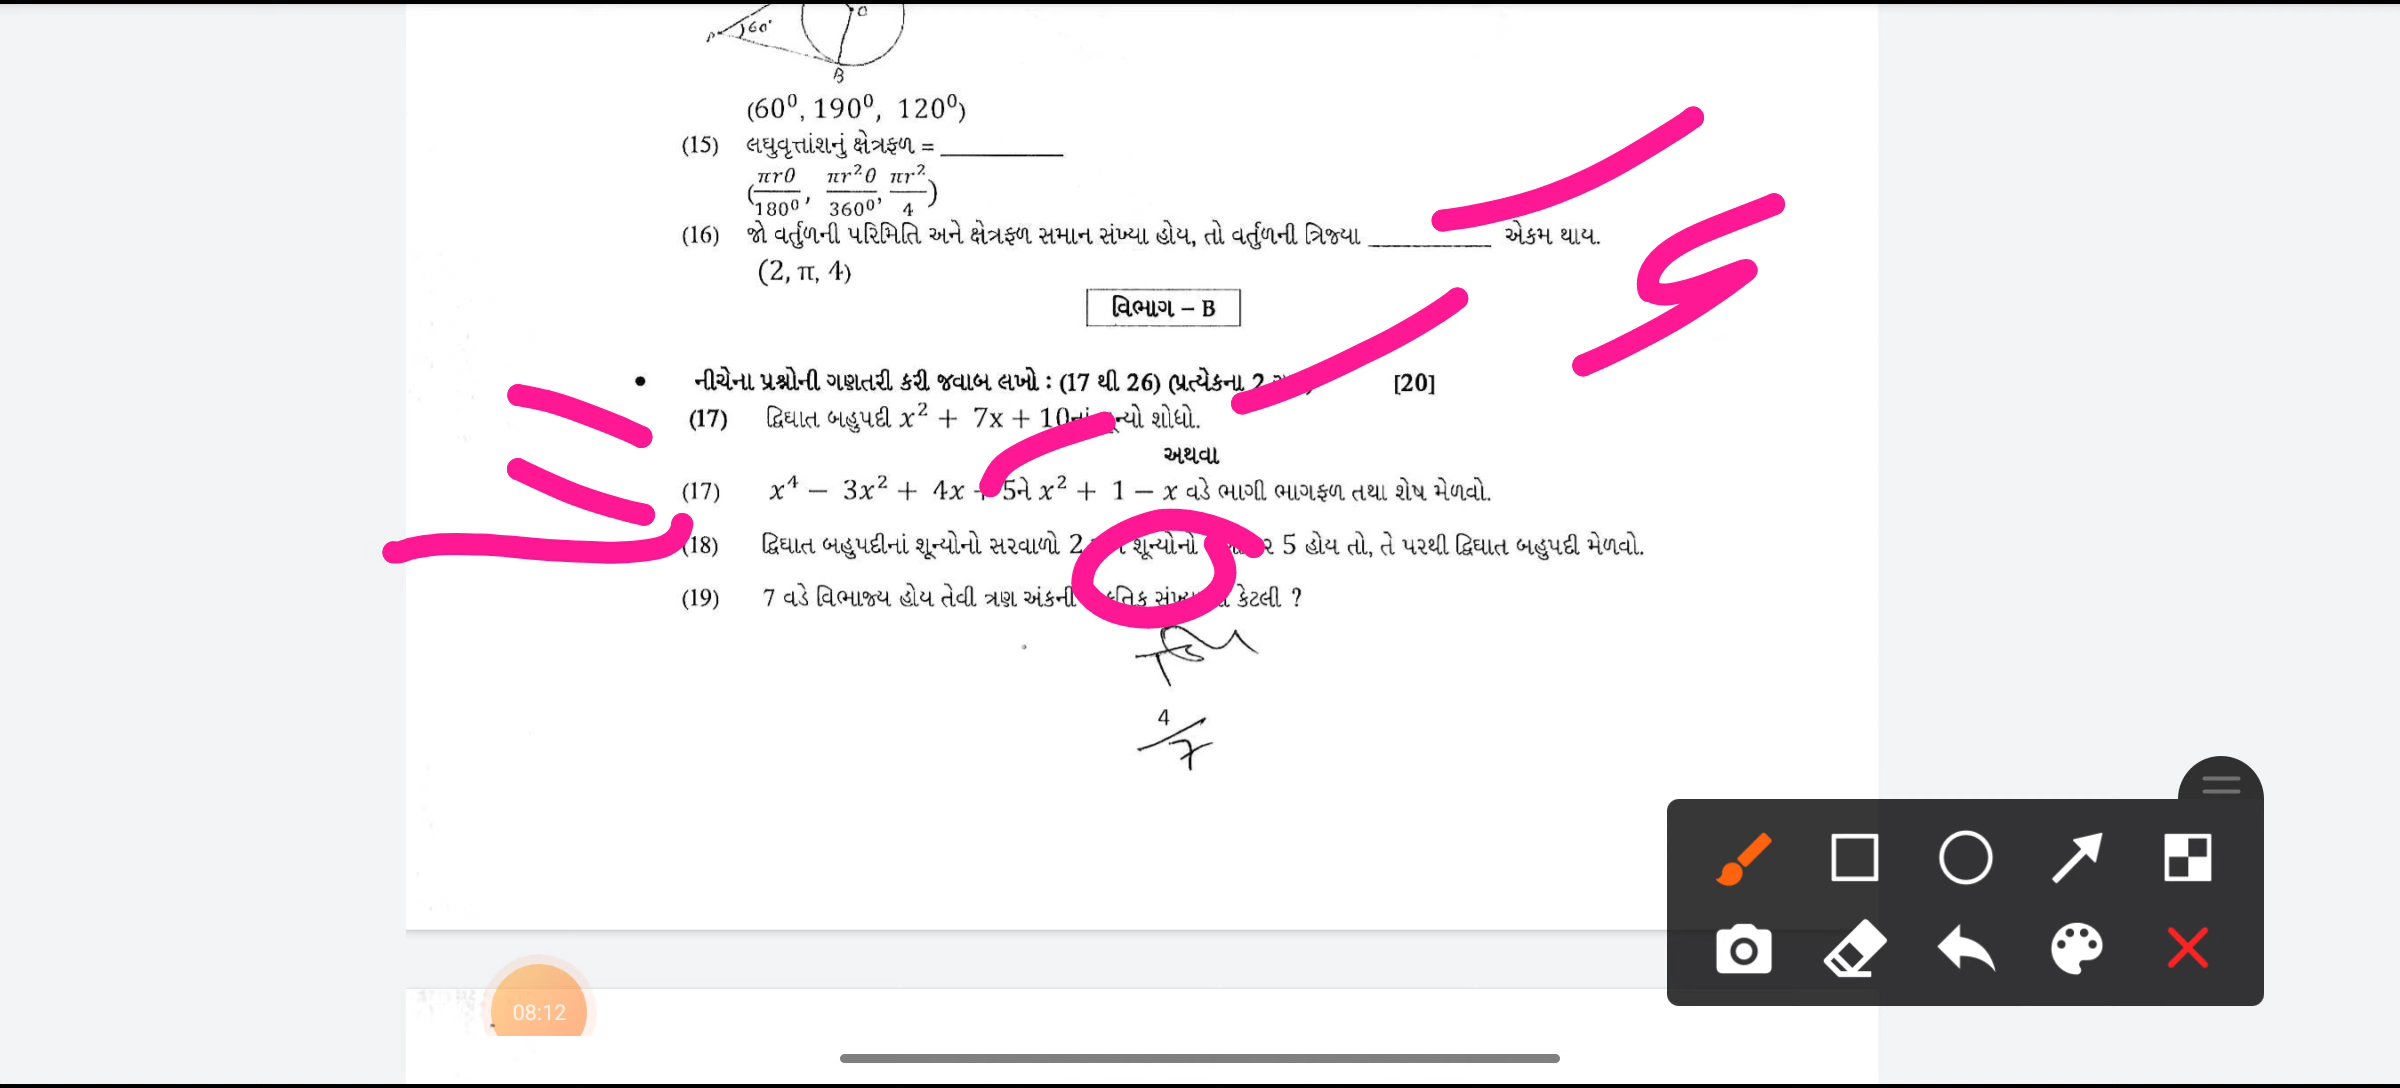 60°
O
P
B
(60⁰, 190⁰, 120⁰)
(15) લઘુવૃત્તાંશનું ક્ષેત્રફળ = ________
(πrθ/180⁰, πr²θ/360⁰, πr²/4)
(16) જો વર્તુળની પરિમિતિ અને ક્ષેત્રફળ સમાન સંખ્યા હોય, તો વર્તુળની ત્રિજ્યા ________ એકમ થાય.
(2, π, 4)
વિભાગ – B
• નીચેના પ્રશ્નોની ગણતરી કરી જવાબ લખો : (17 થી 26) (પ્રત્યેકના 2 [20]
(17) દ્વિઘાત બહુપદી x² + 7x + 10નાં શૂન્યો શોધો.
અથવા
(17) x⁴ – 3x² + 4x + 5ને x² + 1 – x વડે ભાગી ભાગફળ તથા શેષ મેળવો.
(18) દ્વિઘાત બહુપદીનાં શૂન્યોનો સરવાળો 2 શૂન્યોનો 5 હોય તો, તે પરથી દ્વિઘાત બહુપદી મેળવો.
(19) 7 વડે વિભાજ્ય હોય તેવી ત્રણ અંકની કેટલી ?
4/7
08:12